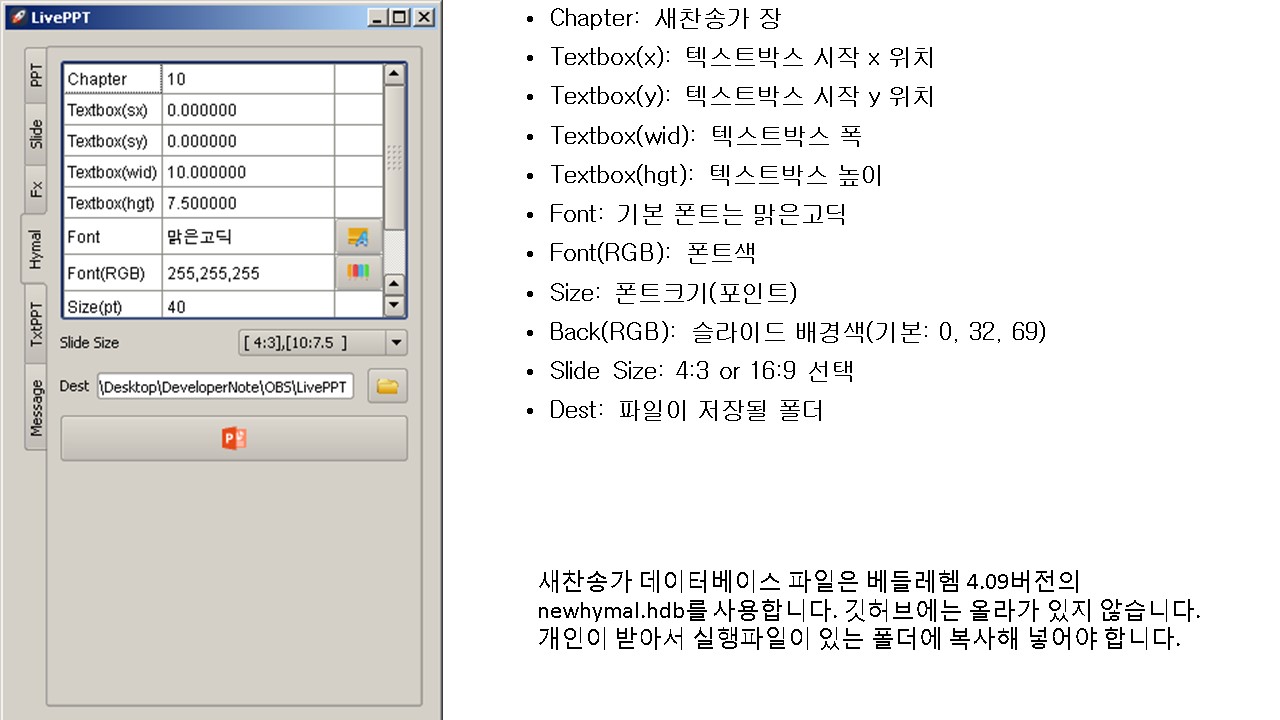 LivePPT
PPT
Slide
Fx
Hymal
TxtPPT
Message
Chapter 10
Textbox(sx) 0.000000
Textbox(sy) 0.000000
Textbox(wid) 10.000000
Textbox(hgt) 7.500000
Font 맑은고딕
Font(RGB) 255,255,255
Size(pt) 40
Slide Size [ 4:3],[10:7.5 ]
Dest \Desktop\DeveloperNote\OBS\LivePPT
• Chapter: 새찬송가 장
• Textbox(x): 텍스트박스 시작 x 위치
• Textbox(y): 텍스트박스 시작 y 위치
• Textbox(wid): 텍스트박스 폭
• Textbox(hgt): 텍스트박스 높이
• Font: 기본 폰트는 맑은고딕
• Font(RGB): 폰트색
• Size: 폰트크기(포인트)
• Back(RGB): 슬라이드 배경색(기본: 0, 32, 69)
• Slide Size: 4:3 or 16:9 선택
• Dest: 파일이 저장될 폴더
새찬송가 데이터베이스 파일은 베들레헴 4.09버전의
newhymal.hdb를 사용합니다. 깃허브에는 올라가 있지 않습니다.
개인이 받아서 실행파일이 있는 폴더에 복사해 넣어야 합니다.